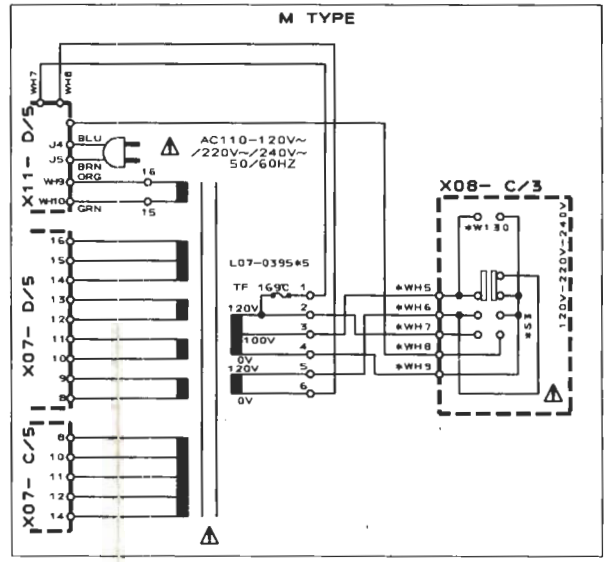 M TYPE
WH7
WH8
X11- D/5
J4
BLU
J5
BRN
WH9
ORG
16
WH10
GRN
15
AC110-120V~
/220V~/240V~
50/60HZ
X07- D/5
16
15
14
13
12
11
10
9
8
X07- C/5
8
10
11
12
14
L07-0395*5
TF 169℃ 1
120V 2
3
100V
0V 4
120V 5
6
0V
*WH5
*WH6
*WH7
*WH8
*WH9
X08- C/3
*W130
*S1
120V-220V-240V